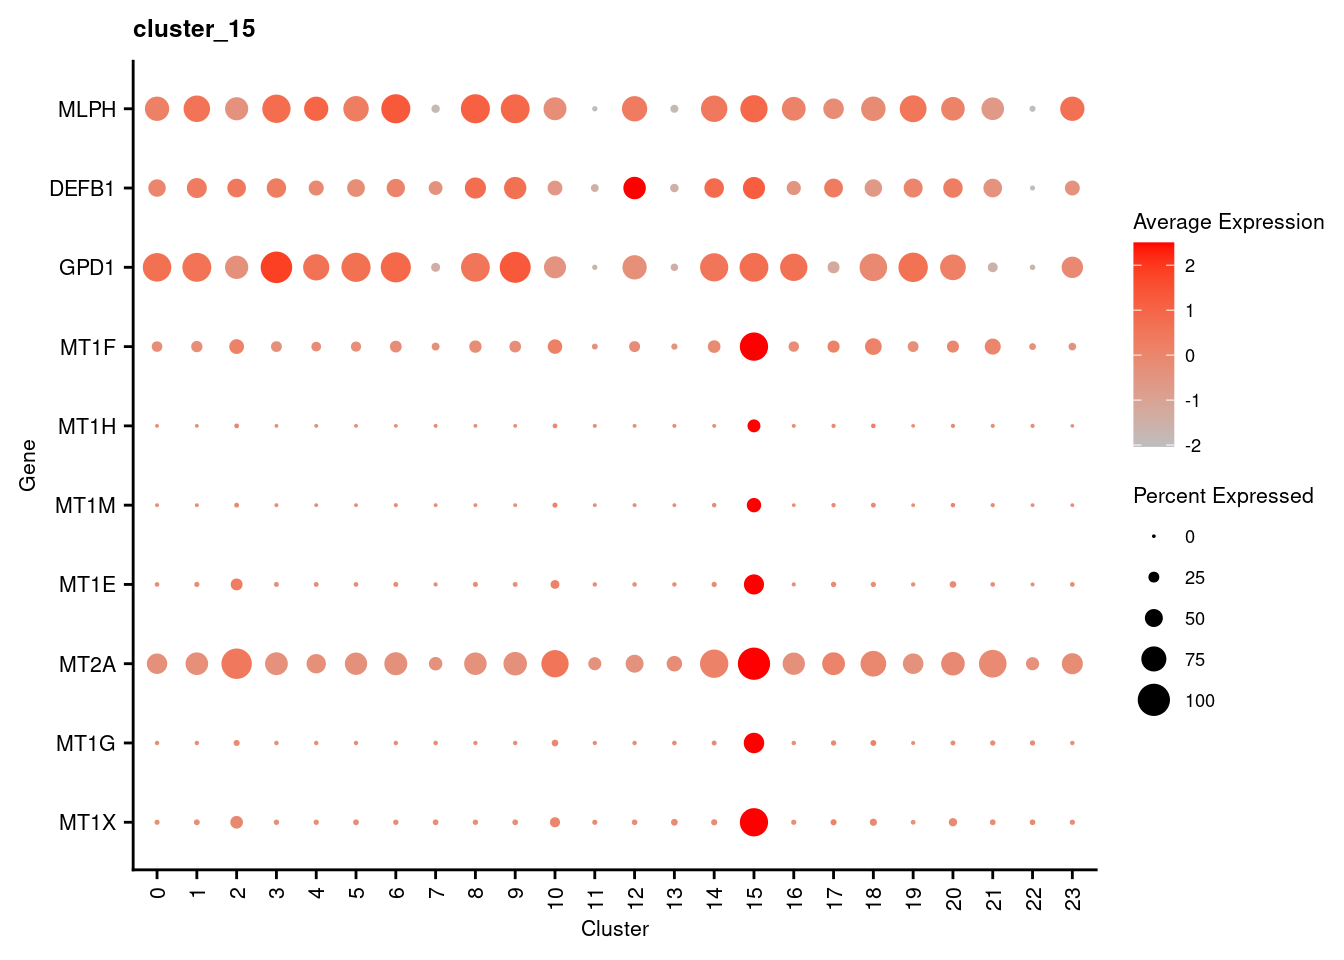 cluster_15
MLPH
DEFB1
GPD1
MT1F
MT1H
MT1M
MT1E
MT2A
MT1G
MT1X
Gene
0 1 2 3 4 5 6 7 8 9 10 11 12 13 14 15 16 17 18 19 20 21 22 23
Cluster
Average Expression
2
1
0
-1
-2
Percent Expressed
0
25
50
75
100